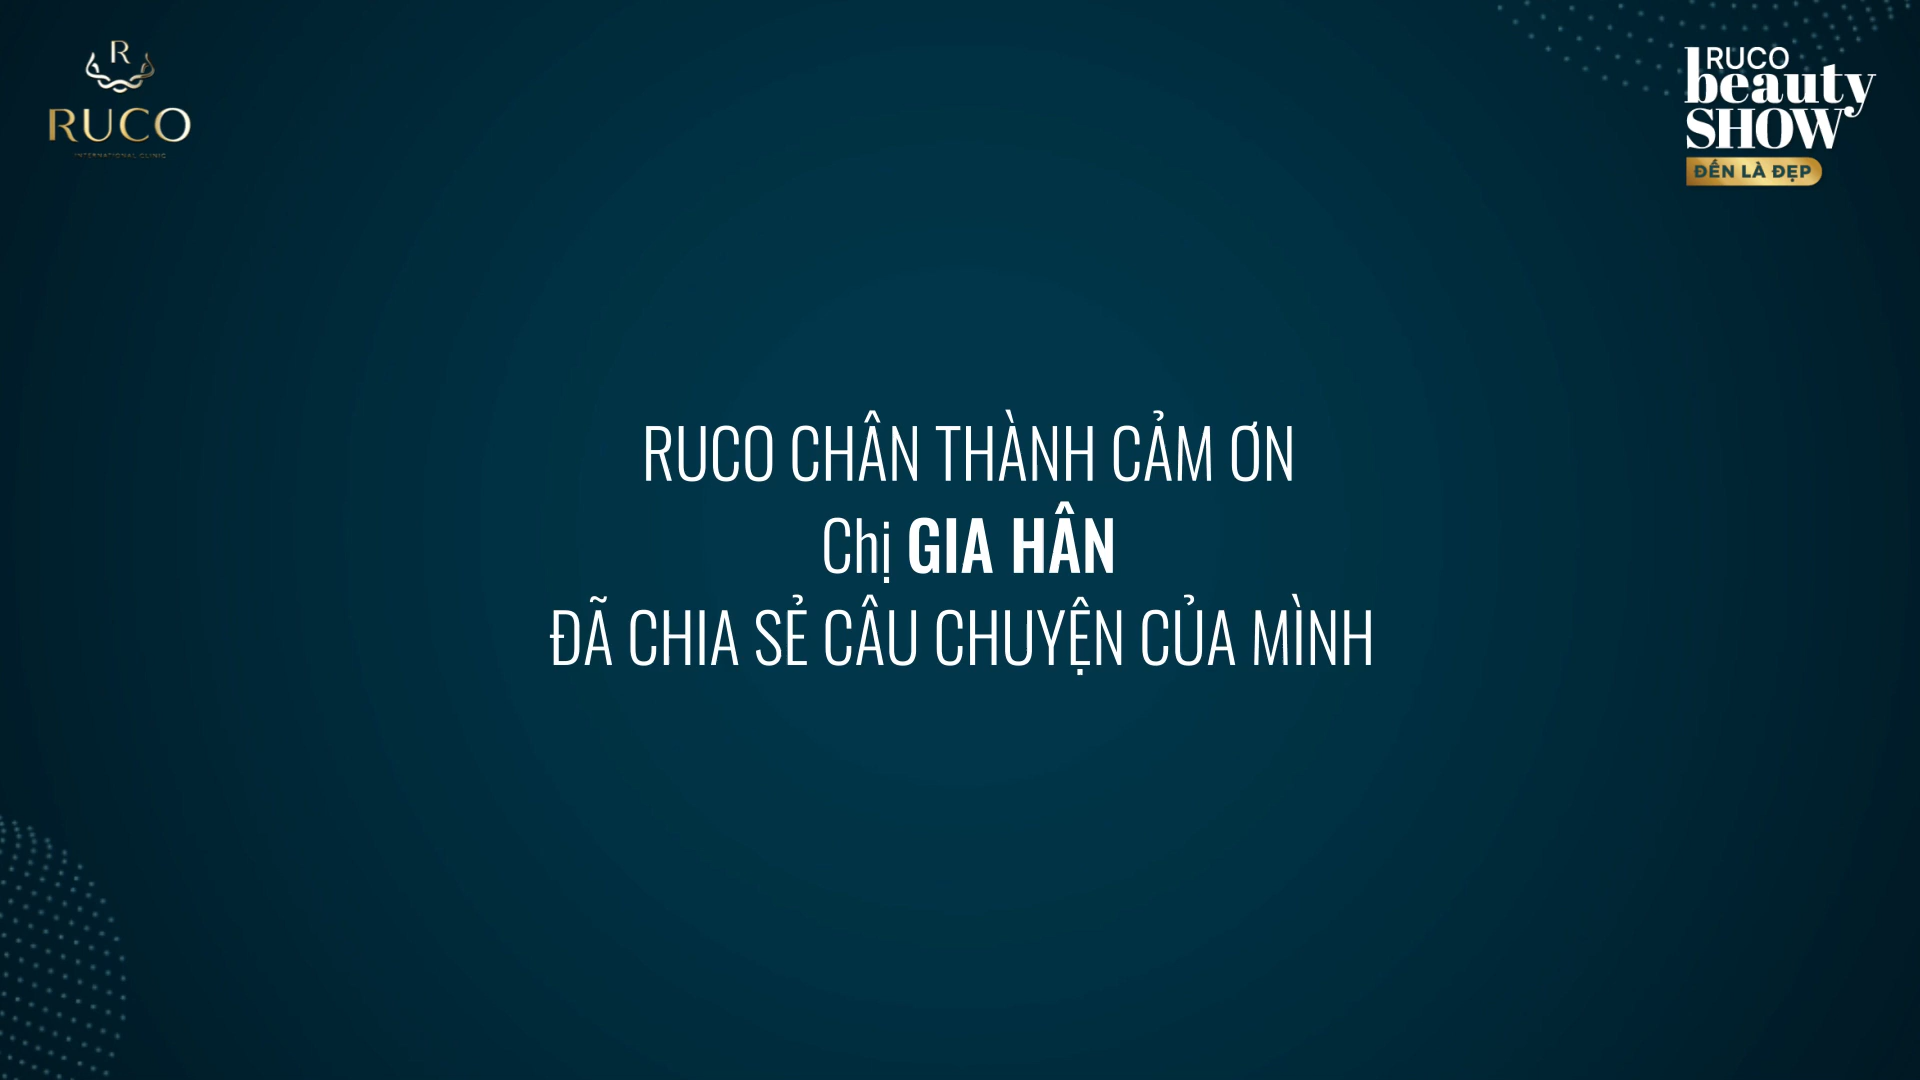 R
RUCO
INTERNATIONAL CLINIC
RUCO
beauty
SHOW
ĐẾN LÀ ĐẸP
RUCO CHÂN THÀNH CẢM ƠN
Chị GIA HÂN
ĐÃ CHIA SẺ CÂU CHUYỆN CỦA MÌNH